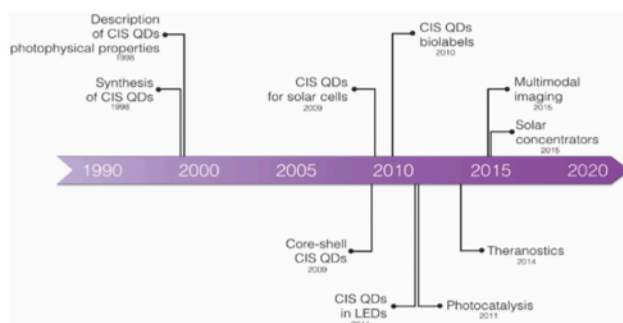 Description
of CIS QDs
photophysical properties
1998
Synthesis
of CIS QDs
1998
CIS QDs
for solar cells
2009
CIS QDs
biolabels
2010
Multimodal
imaging
2015
Solar
concentrators
2015
1990 2000 2005 2010 2015 2020
Core-shell
CIS QDs
2009
CIS QDs
in LEDs
Photocatalysis
2011
Theranostics
2014